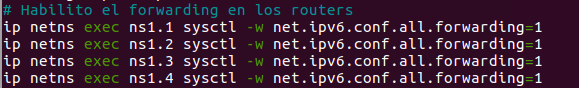 # Habilito el forwarding en los routers
ip netns exec ns1.1 sysctl -w net.ipv6.conf.all.forwarding=1
ip netns exec ns1.2 sysctl -w net.ipv6.conf.all.forwarding=1
ip netns exec ns1.3 sysctl -w net.ipv6.conf.all.forwarding=1
ip netns exec ns1.4 sysctl -w net.ipv6.conf.all.forwarding=1